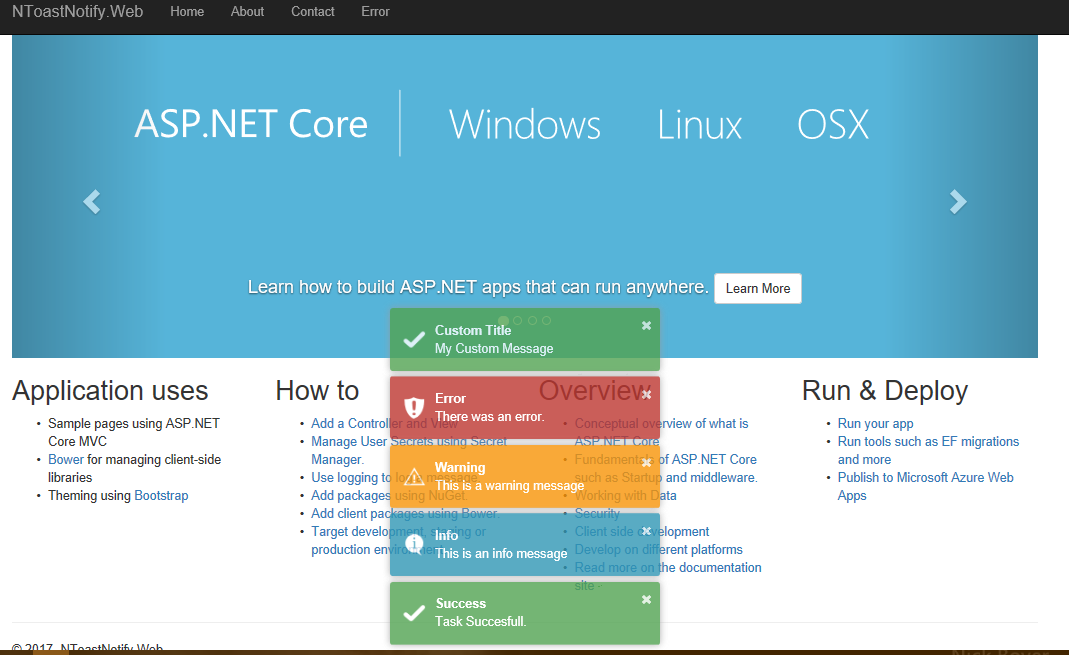 NToastNotify.Web Home About Contact Error
ASP.NET Core Windows Linux OSX
Learn how to build ASP.NET apps that can run anywhere. Learn More
Custom Title
My Custom Message
Error
There was an error.
Warning
This is a warning message
Info
This is an info message
Success
Task Succesfull.
Application uses
Sample pages using ASP.NET
Core MVC
Bower for managing client-side
libraries
Theming using Bootstrap
How to
Add a Controller and View
Manage User Secrets using Secret
Manager.
Use logging to log a message.
Add packages using NuGet.
Add client packages using Bower.
Target development, staging or
production environment.
Overview
Conceptual overview of what is
ASP.NET Core
Fundamentals of ASP.NET Core
such as Startup and middleware.
Working with Data
Security
Client side development
Develop on different platforms
Read more on the documentation
site
Run & Deploy
Run your app
Run tools such as EF migrations
and more
Publish to Microsoft Azure Web
Apps
© 2017 NToastNotify.Web